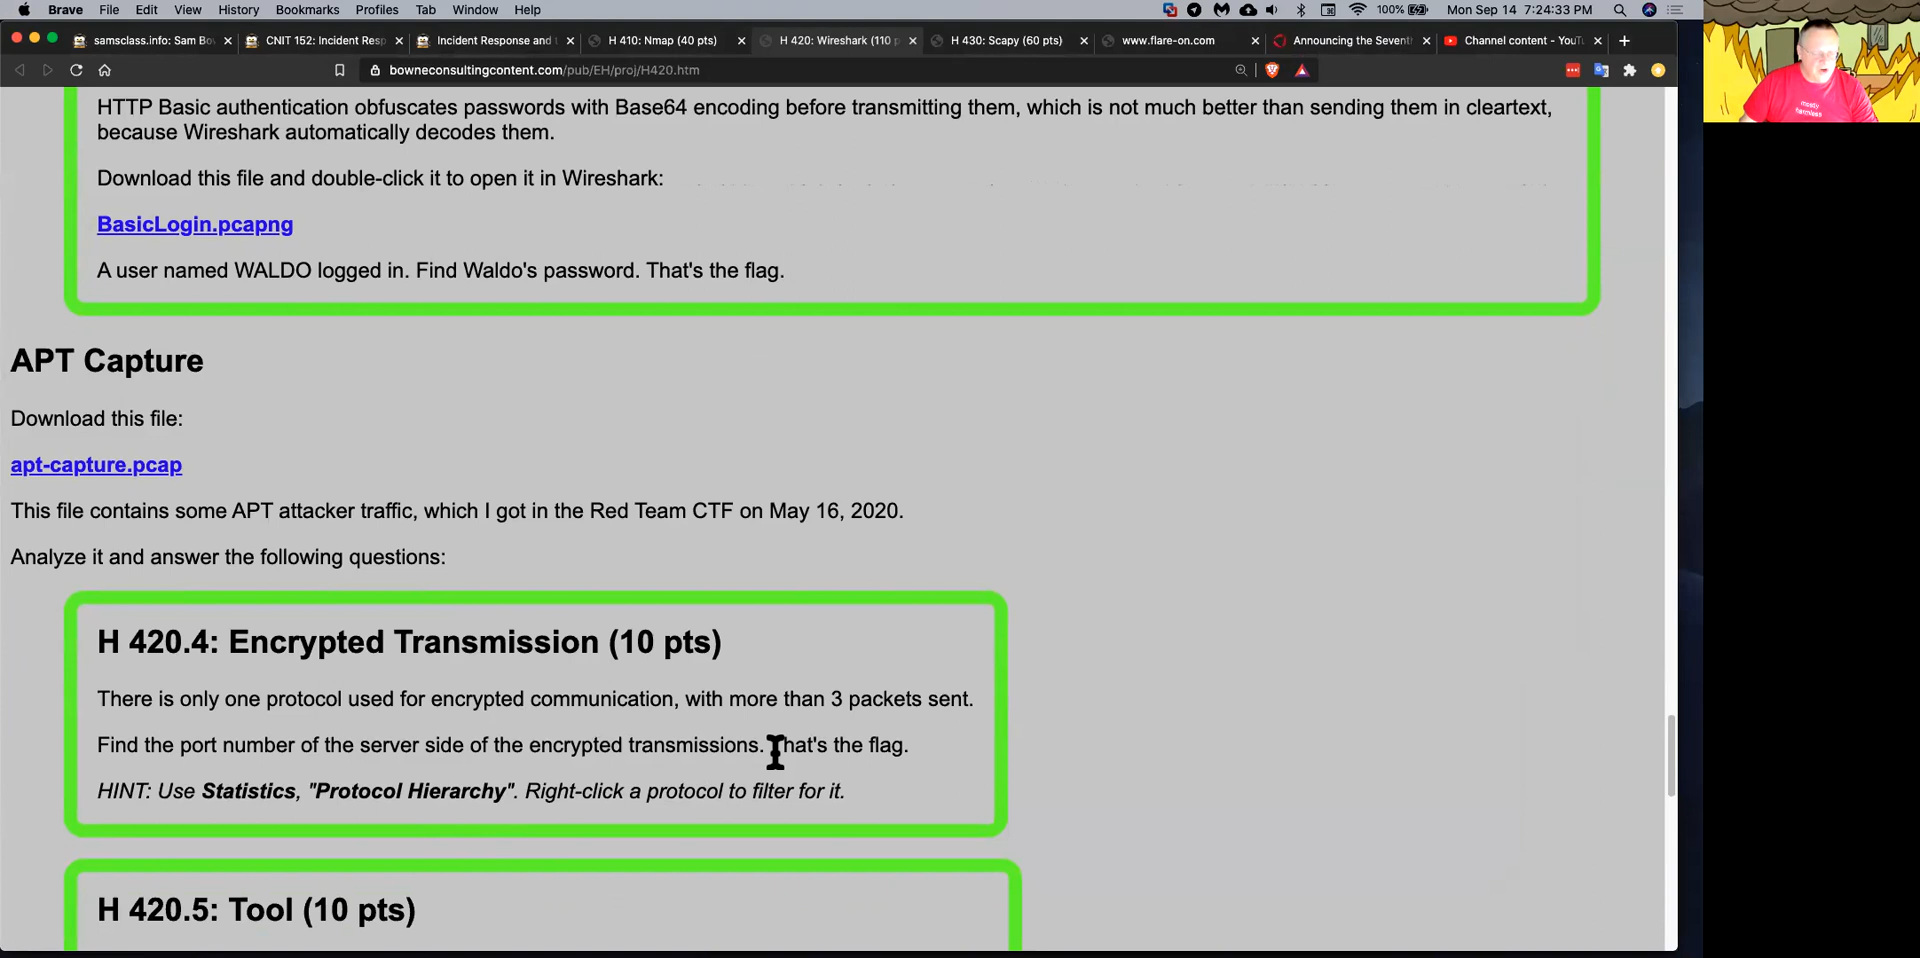 Brave File Edit View History Bookmarks Profiles Tab Window Help 100% Mon Sep 14 7:24:33 PM
samsclass.info: Sam Bo CNIT 152: Incident Resp Incident Response and H 410: Nmap (40 pts) H 420: Wireshark (110 p H 430: Scapy (60 pts) www.flare-on.com Announcing the Sevent Channel content - YouTu
bowneconsultingcontent.com/pub/EH/proj/H420.htm
HTTP Basic authentication obfuscates passwords with Base64 encoding before transmitting them, which is not much better than sending them in cleartext,
because Wireshark automatically decodes them.
Download this file and double-click it to open it in Wireshark:
BasicLogin.pcapng
A user named WALDO logged in. Find Waldo's password. That's the flag.
APT Capture
Download this file:
apt-capture.pcap
This file contains some APT attacker traffic, which I got in the Red Team CTF on May 16, 2020.
Analyze it and answer the following questions:
H 420.4: Encrypted Transmission (10 pts)
There is only one protocol used for encrypted communication, with more than 3 packets sent.
Find the port number of the server side of the encrypted transmissions. That's the flag.
HINT: Use Statistics, "Protocol Hierarchy". Right-click a protocol to filter for it.
H 420.5: Tool (10 pts)
mostly
harmless